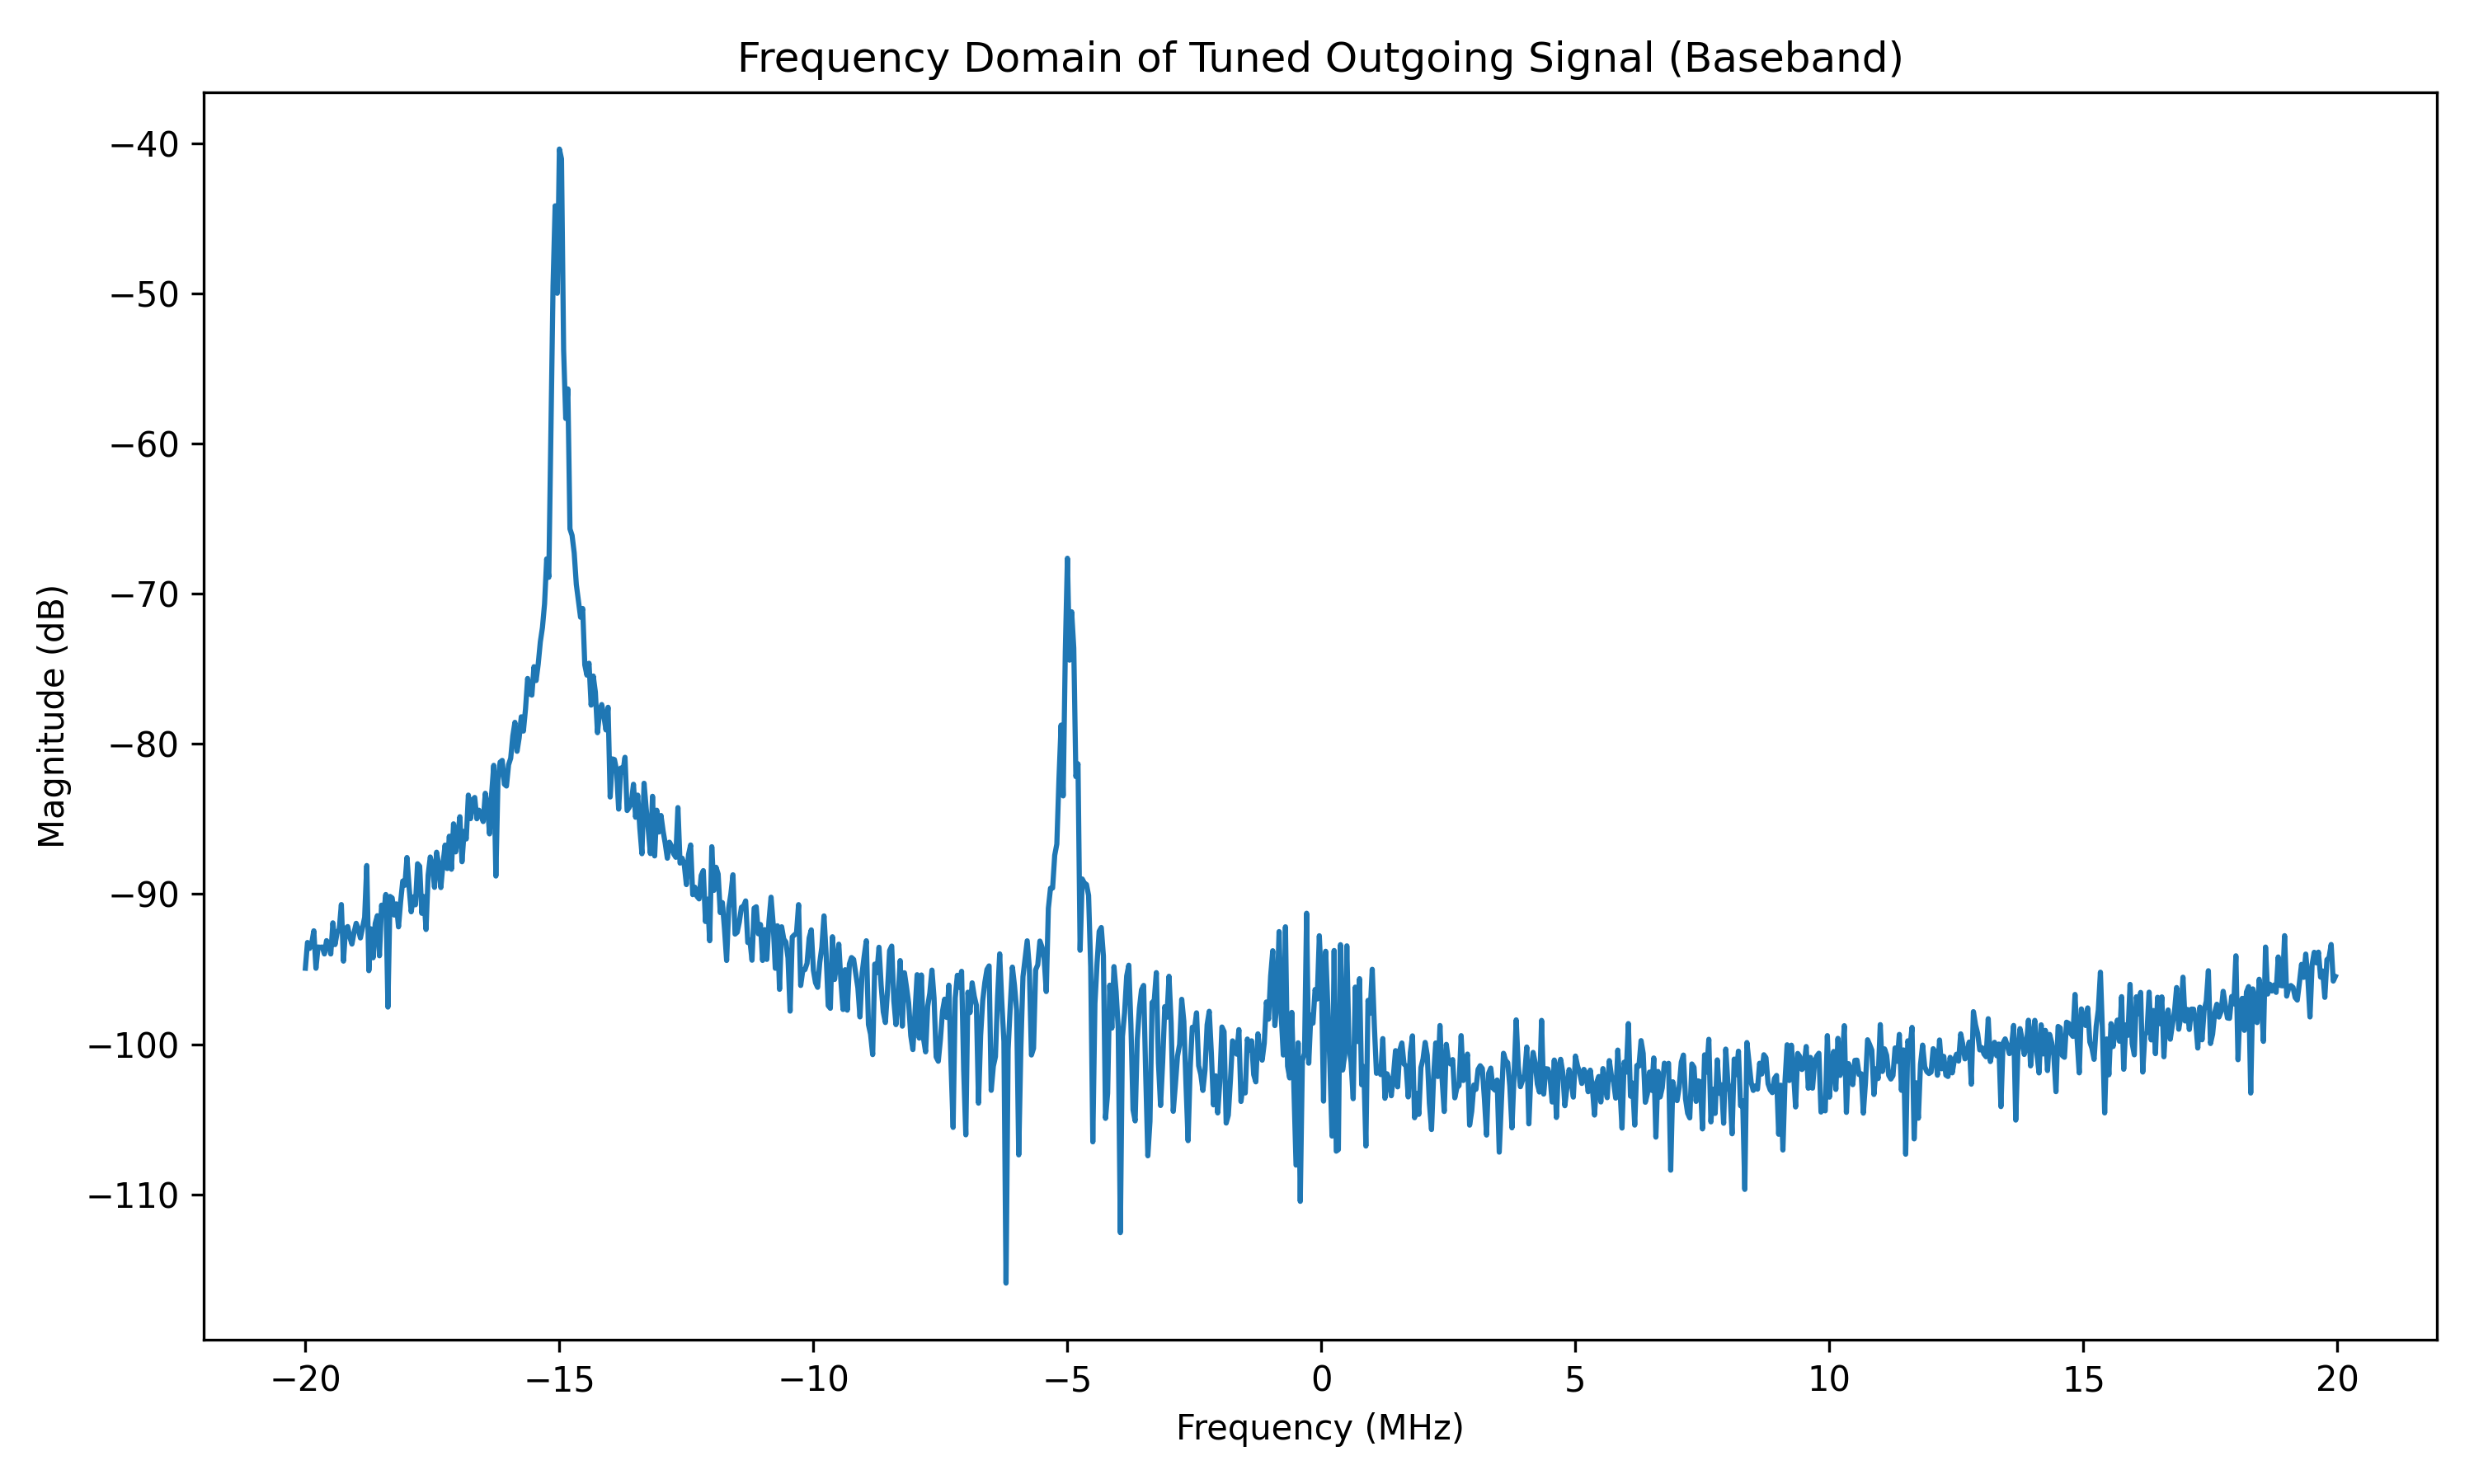 Frequency Domain of Tuned Outgoing Signal (Baseband)
Magnitude (dB)
−40
−50
−60
−70
−80
−90
−100
−110
−20 −15 −10 −5 0 5 10 15 20
Frequency (MHz)